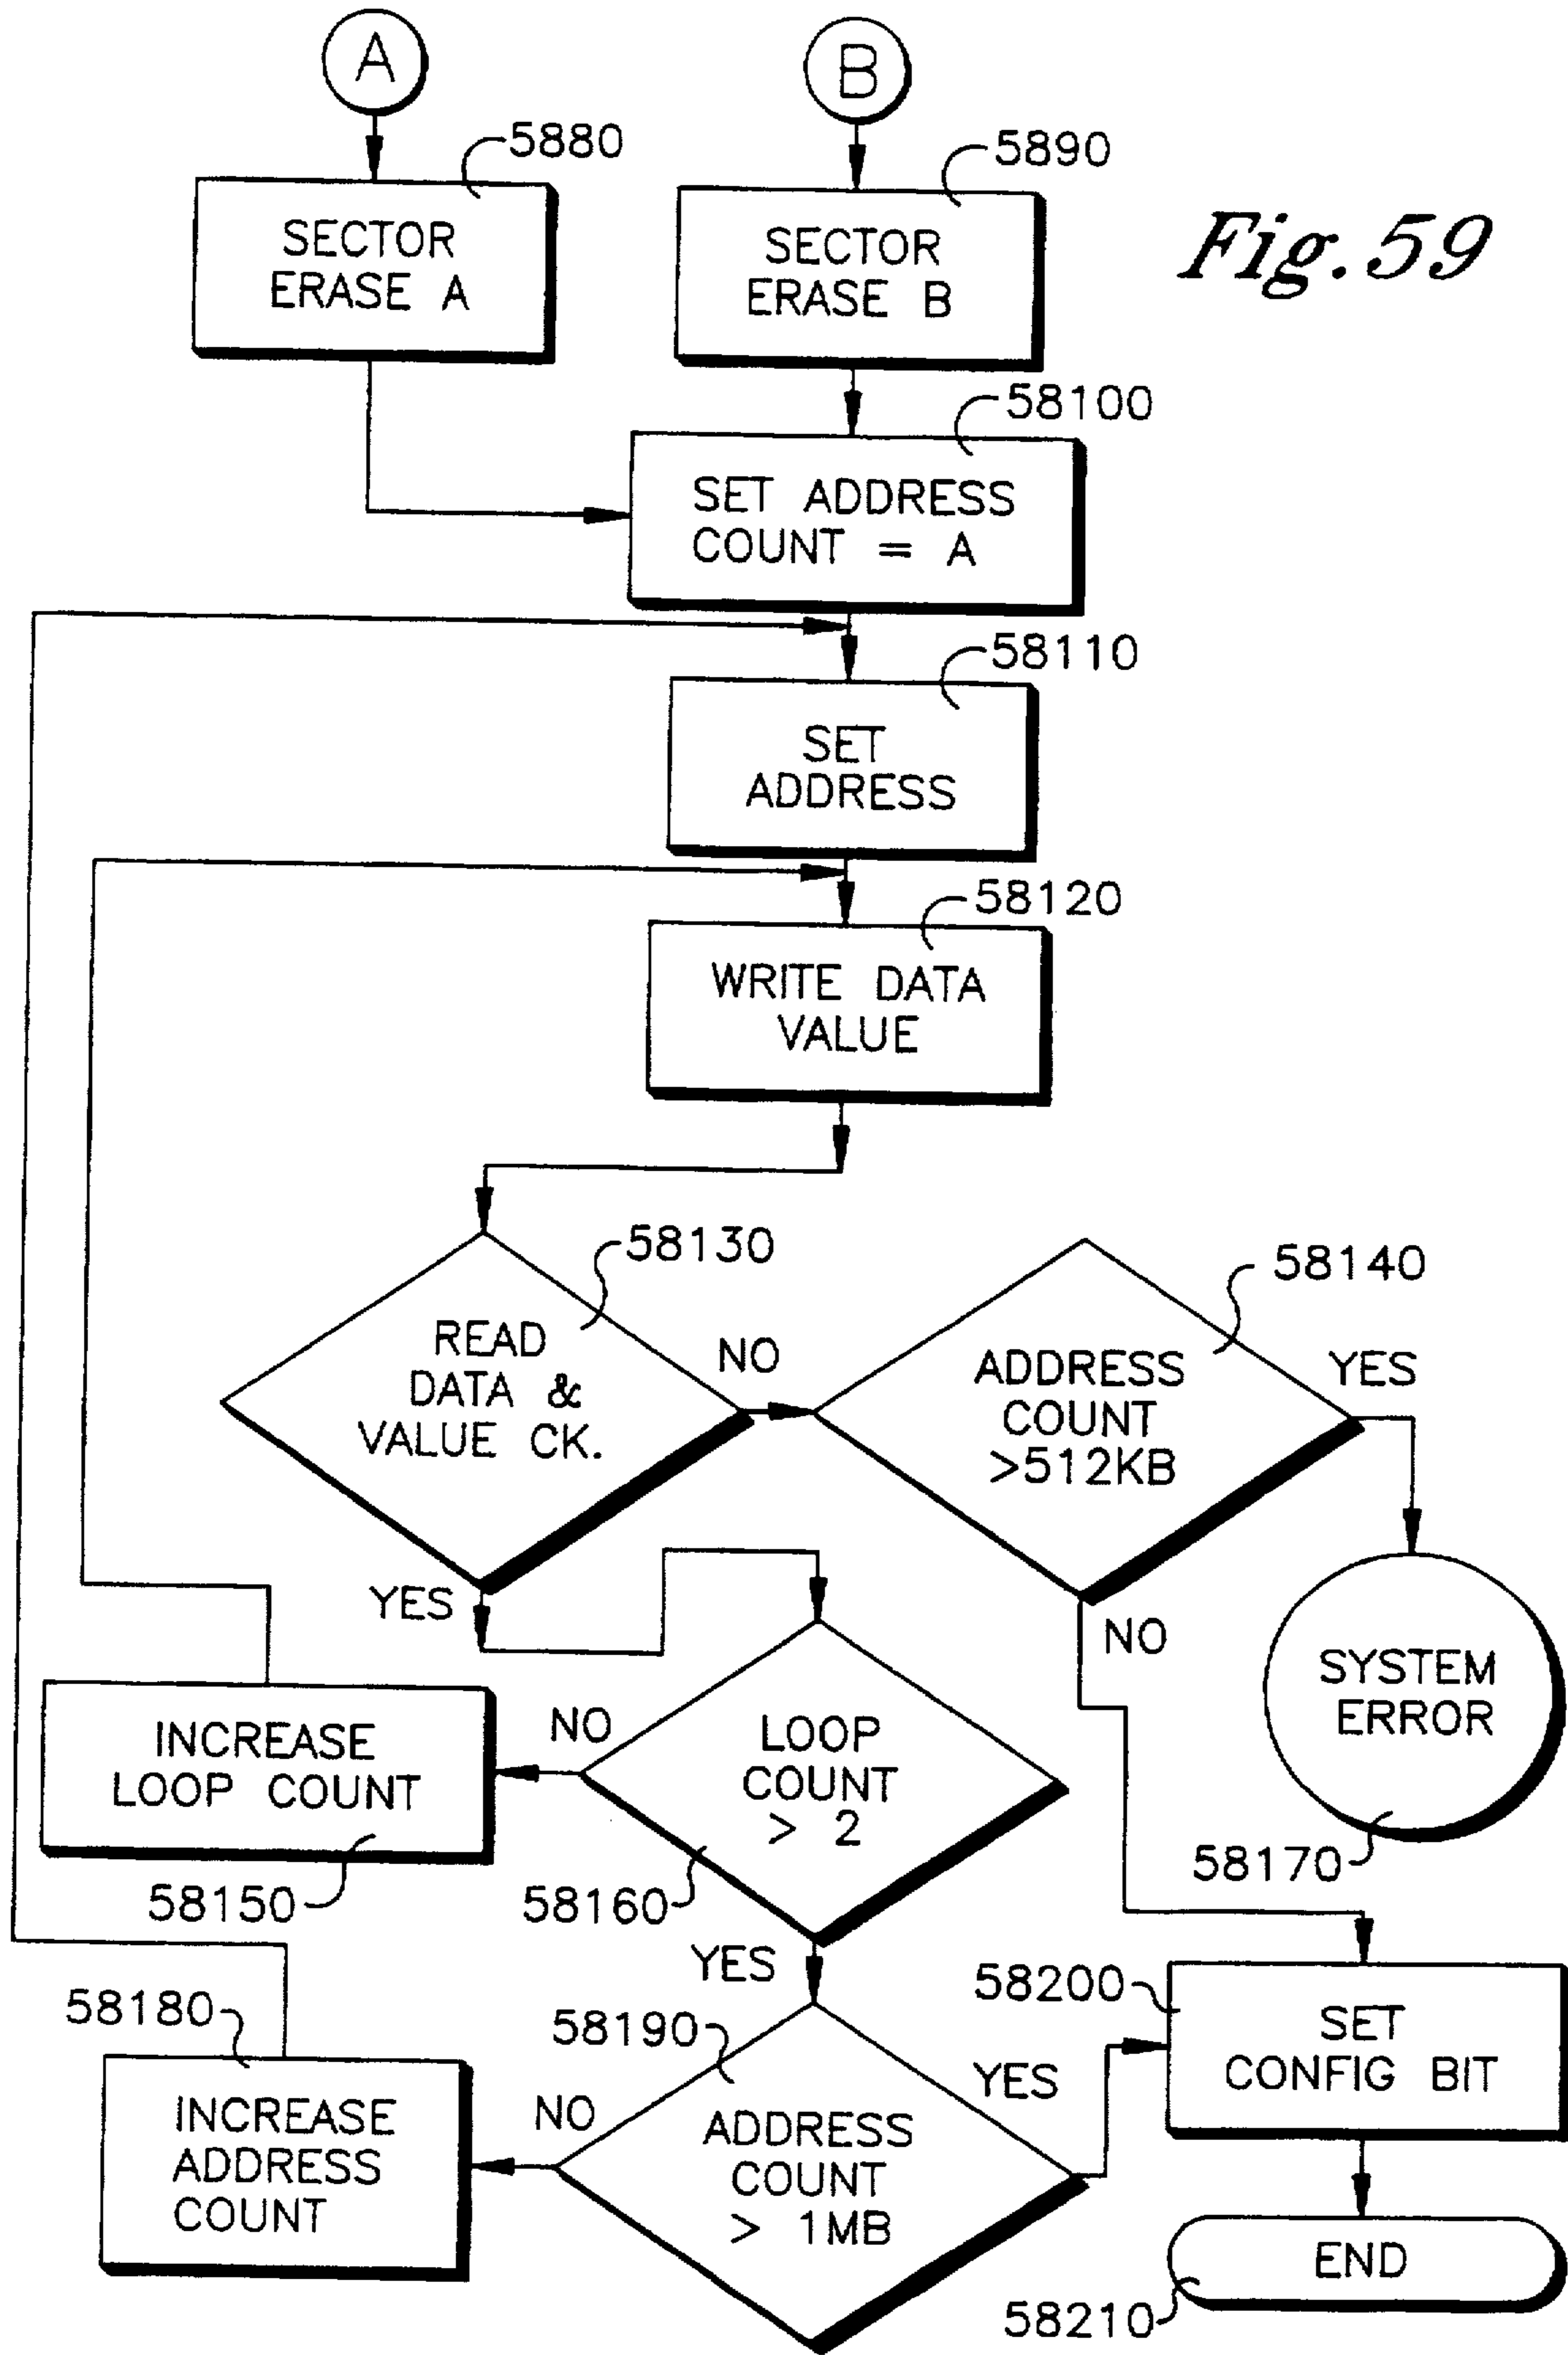 A
B
5880
5890
SECTOR
ERASE A
SECTOR
ERASE B
Fig. 59
58100
SET ADDRESS
COUNT = A
58110
SET
ADDRESS
58120
WRITE DATA
VALUE
58130
58140
READ
DATA &
VALUE CK.
NO
ADDRESS
COUNT
>512KB
YES
YES
NO
SYSTEM
ERROR
INCREASE
LOOP COUNT
NO
LOOP
COUNT
> 2
58150
58160
58170
YES
58180
58190
58200
SET
CONFIG BIT
INCREASE
ADDRESS
COUNT
NO
ADDRESS
COUNT
> 1MB
YES
END
58210